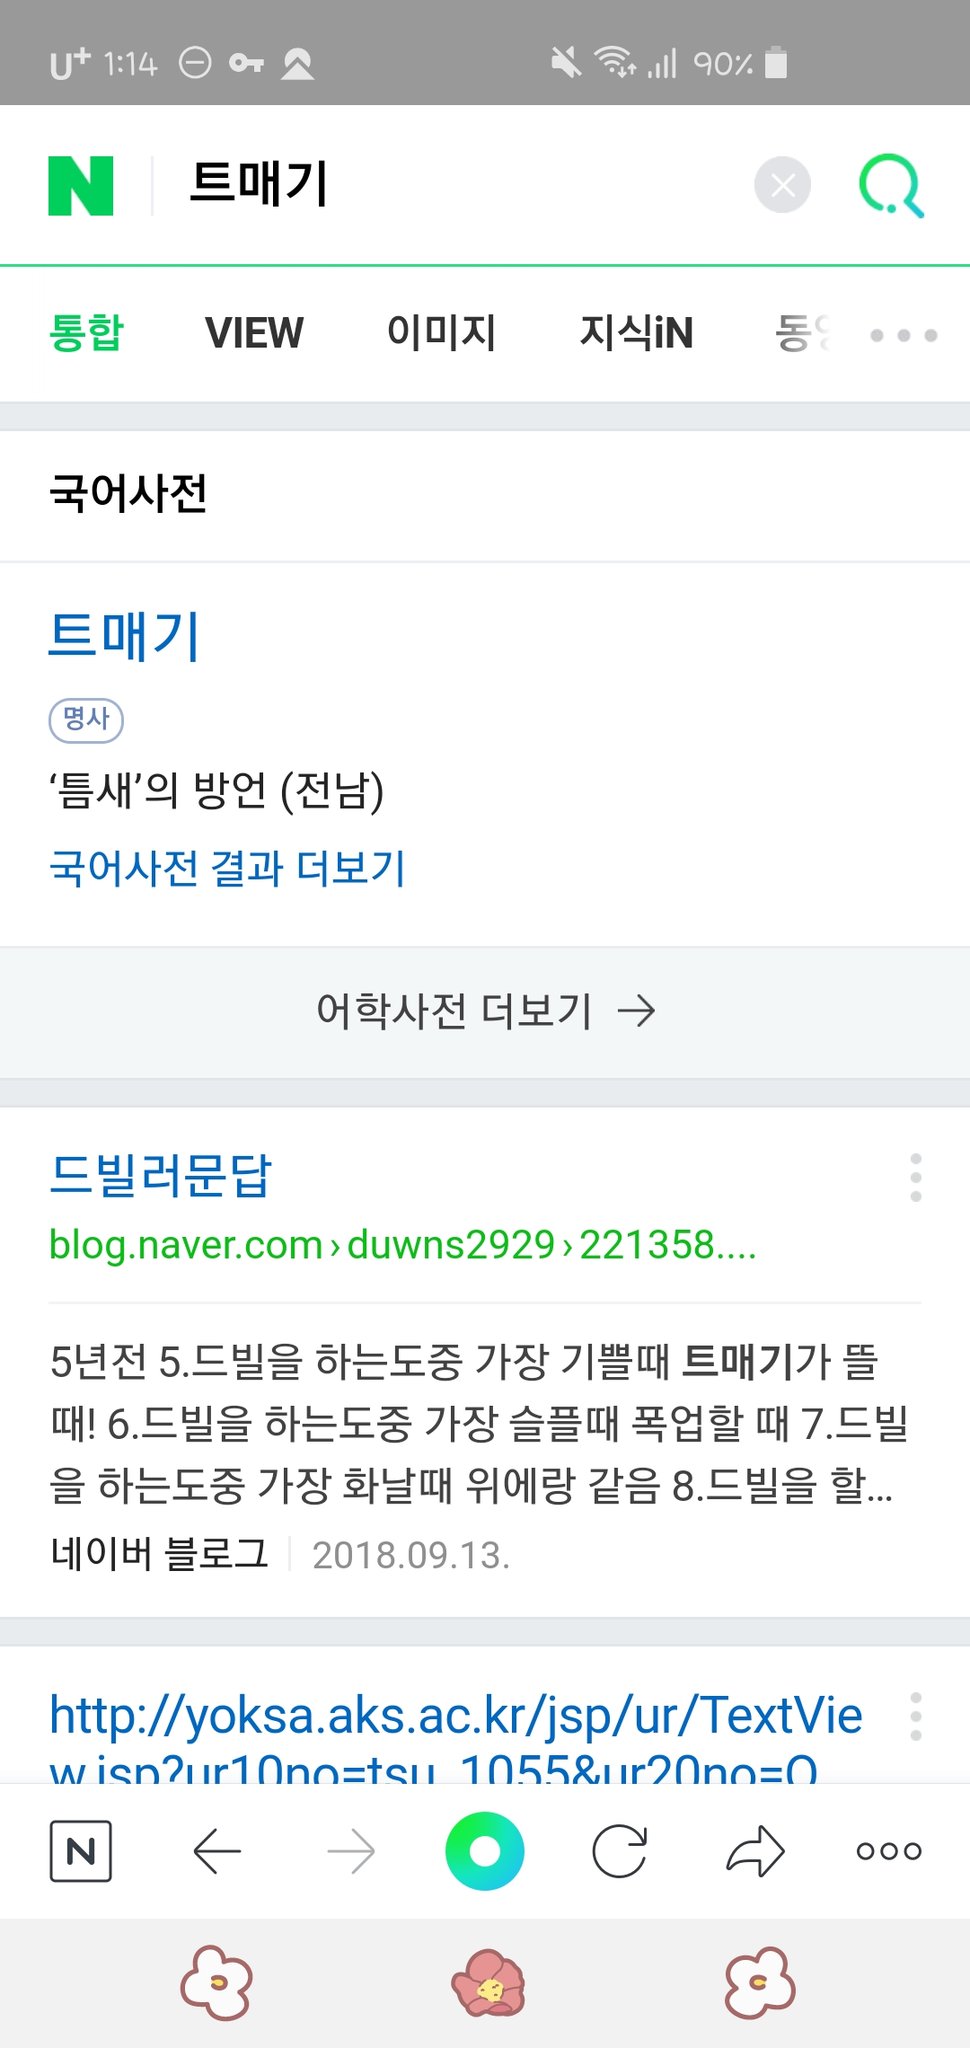 U+ 1:14 90%
N 트매기
통합 VIEW 이미지 지식iN
국어사전
트매기
명사
‘틈새’의 방언 (전남)
국어사전 결과 더보기
어학사전 더보기 →
드빌러문답
blog.naver.com › duwns2929 › 221358....
5년전 5.드빌을 하는도중 가장 기쁠때 트매기가 뜰
때! 6.드빌을 하는도중 가장 슬플때 폭업할 때 7.드빌
을 하는도중 가장 화날때 위에랑 같음 8.드빌을 할...
네이버 블로그 2018.09.13.
http://yoksa.aks.ac.kr/jsp/ur/TextVie
w.jsp?ur10no=tsu_1055&ur20no=O
N